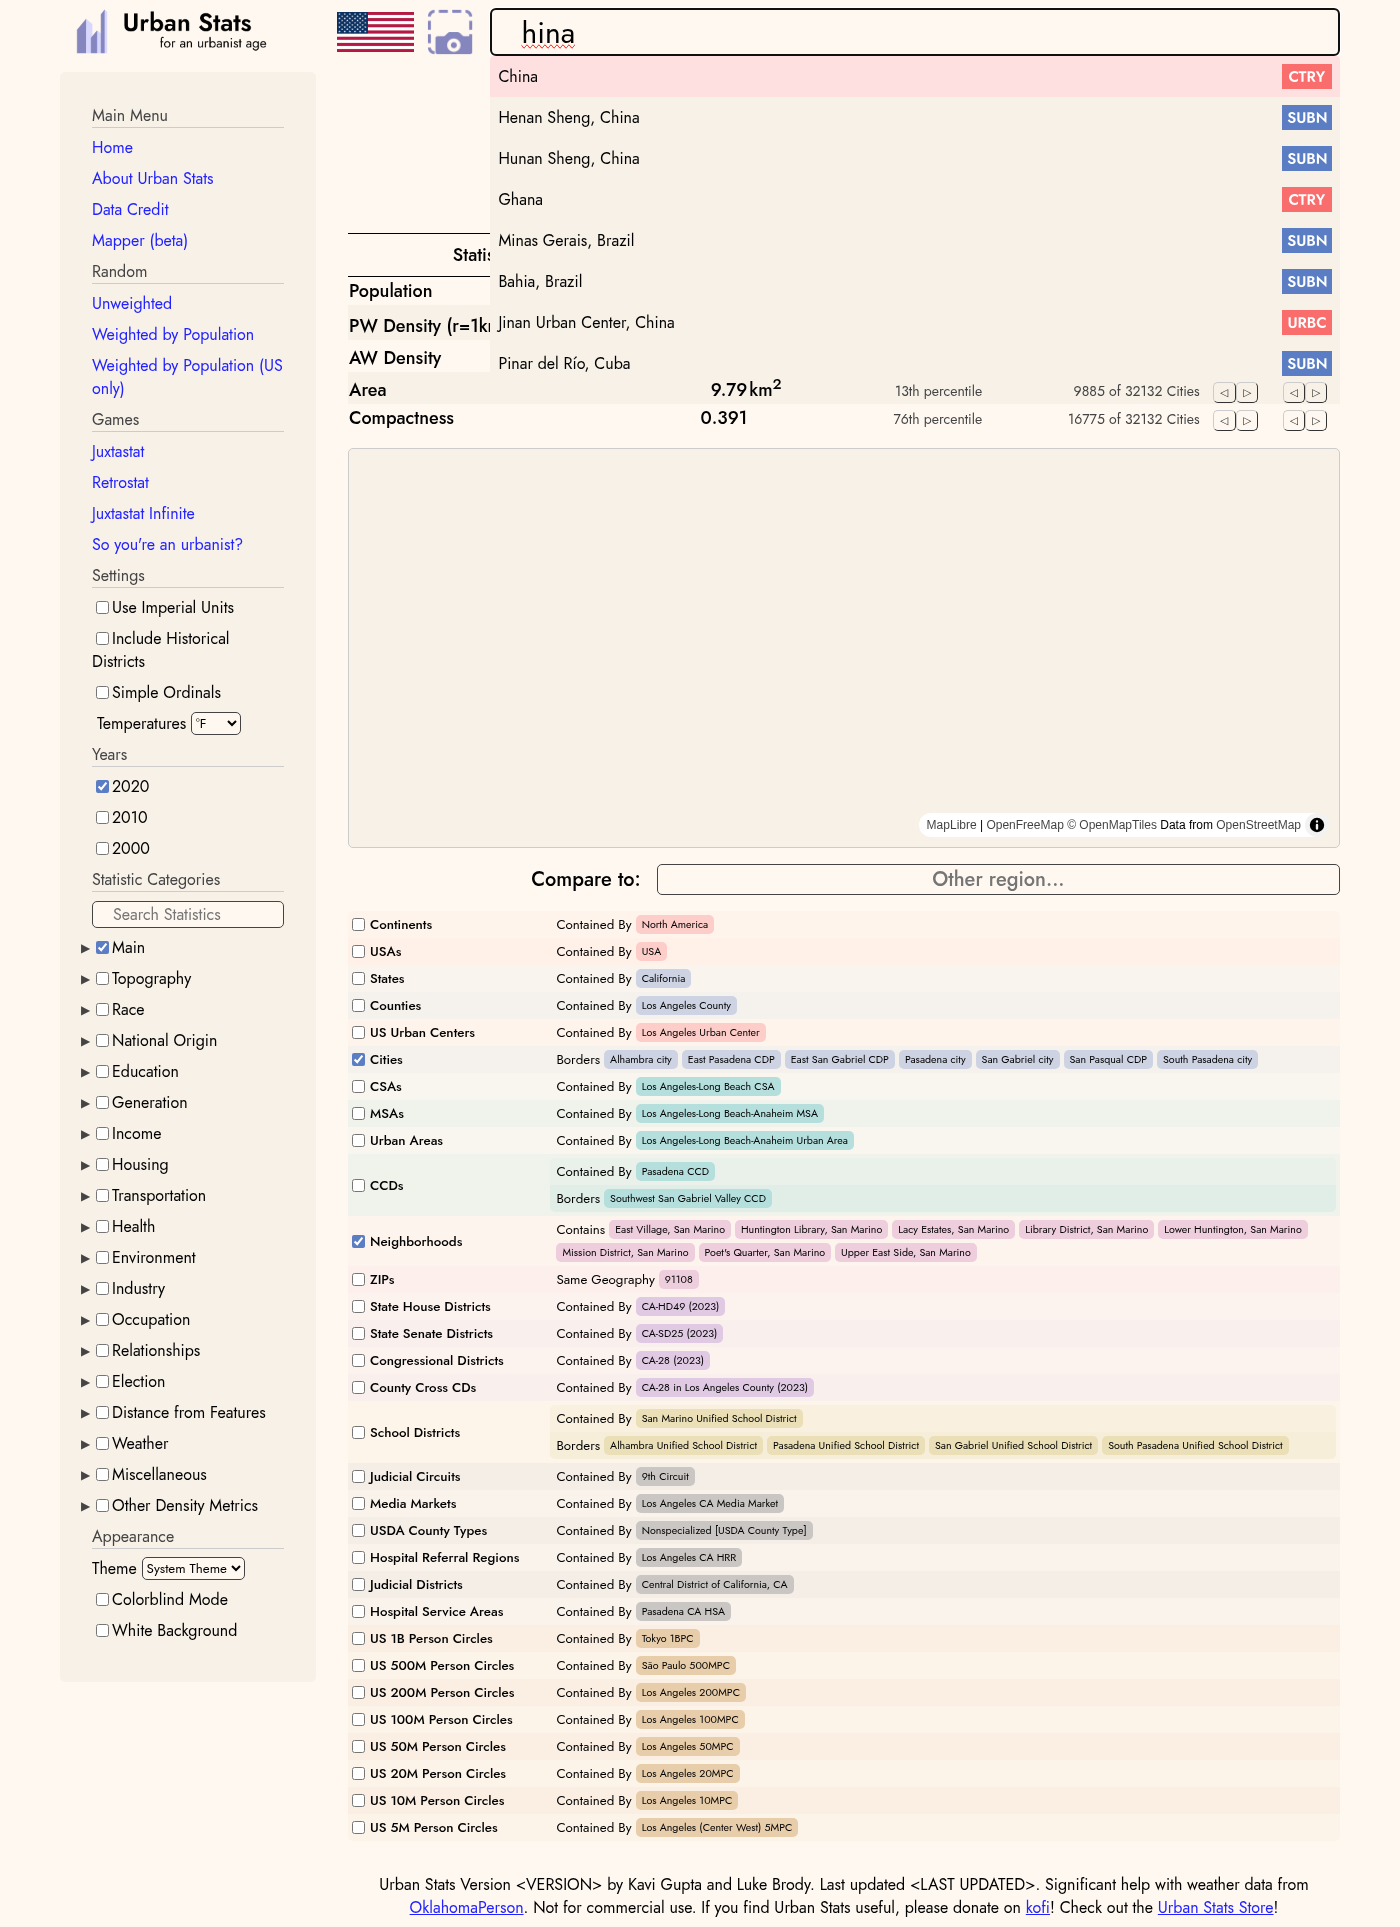 Urban Stats
for an urbanist age
hina
China CTRY
Henan Sheng, China SUBN
Hunan Sheng, China SUBN
Ghana CTRY
Minas Gerais, Brazil SUBN
Bahia, Brazil SUBN
Jinan Urban Center, China URBC
Pinar del Río, Cuba SUBN
Main Menu
Home
About Urban Stats
Data Credit
Mapper (beta)
Random
Unweighted
Weighted by Population
Weighted by Population (US
only)
Games
Juxtastat
Retrostat
Juxtastat Infinite
So you're an urbanist?
Settings
Use Imperial Units
Include Historical
Districts
Simple Ordinals
Temperatures °F
Years
2020
2010
2000
Statistic Categories
Search Statistics
Main
Topography
Race
National Origin
Education
Generation
Income
Housing
Transportation
Health
Environment
Industry
Occupation
Relationships
Election
Distance from Features
Weather
Miscellaneous
Other Density Metrics
Appearance
Theme System Theme
Colorblind Mode
White Background
Statis
Population
PW Density (r=1k
AW Density
Area 9.79 km² 13th percentile 9885 of 32132 Cities
Compactness 0.391 76th percentile 16775 of 32132 Cities
MapLibre | OpenFreeMap © OpenMapTiles Data from OpenStreetMap
Compare to: Other region...
Continents Contained By North America
USAs Contained By USA
States Contained By California
Counties Contained By Los Angeles County
US Urban Centers Contained By Los Angeles Urban Center
Cities Borders Alhambra city East Pasadena CDP East San Gabriel CDP Pasadena city San Gabriel city San Pasqual CDP South Pasadena city
CSAs Contained By Los Angeles-Long Beach CSA
MSAs Contained By Los Angeles-Long Beach-Anaheim MSA
Urban Areas Contained By Los Angeles-Long Beach-Anaheim Urban Area
CCDs Contained By Pasadena CCD
Borders Southwest San Gabriel Valley CCD
Neighborhoods Contains East Village, San Marino Huntington Library, San Marino Lacy Estates, San Marino Library District, San Marino Lower Huntington, San Marino
Mission District, San Marino Poet's Quarter, San Marino Upper East Side, San Marino
ZIPs Same Geography 91108
State House Districts Contained By CA-HD49 (2023)
State Senate Districts Contained By CA-SD25 (2023)
Congressional Districts Contained By CA-28 (2023)
County Cross CDs Contained By CA-28 in Los Angeles County (2023)
School Districts Contained By San Marino Unified School District
Borders Alhambra Unified School District Pasadena Unified School District San Gabriel Unified School District South Pasadena Unified School District
Judicial Circuits Contained By 9th Circuit
Media Markets Contained By Los Angeles CA Media Market
USDA County Types Contained By Nonspecialized [USDA County Type]
Hospital Referral Regions Contained By Los Angeles CA HRR
Judicial Districts Contained By Central District of California, CA
Hospital Service Areas Contained By Pasadena CA HSA
US 1B Person Circles Contained By Tokyo 1BPC
US 500M Person Circles Contained By São Paulo 500MPC
US 200M Person Circles Contained By Los Angeles 200MPC
US 100M Person Circles Contained By Los Angeles 100MPC
US 50M Person Circles Contained By Los Angeles 50MPC
US 20M Person Circles Contained By Los Angeles 20MPC
US 10M Person Circles Contained By Los Angeles 10MPC
US 5M Person Circles Contained By Los Angeles (Center West) 5MPC
Urban Stats Version <VERSION> by Kavi Gupta and Luke Brody. Last updated <LAST UPDATED>. Significant help with weather data from
OklahomaPerson. Not for commercial use. If you find Urban Stats useful, please donate on kofi! Check out the Urban Stats Store!